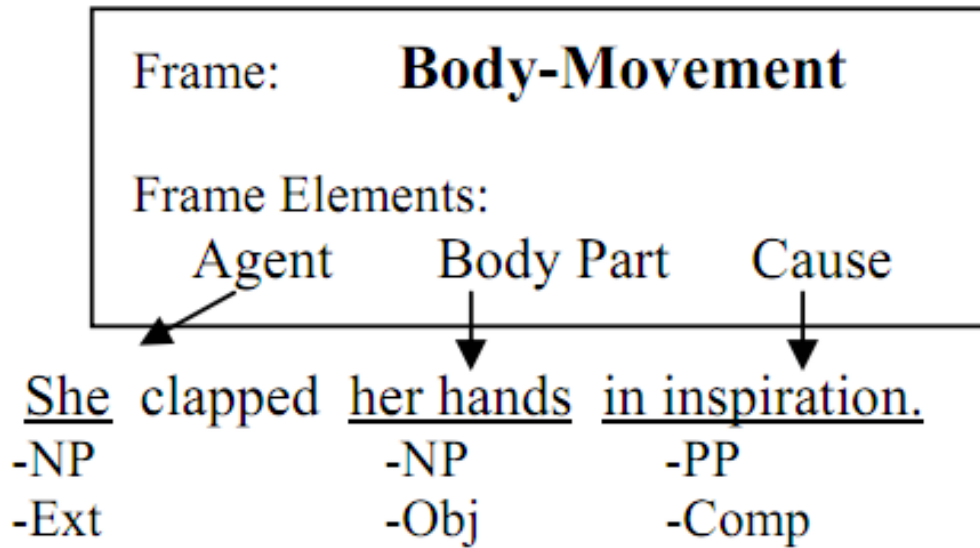 Frame: Body-Movement
Frame Elements:
Agent Body Part Cause
She clapped her hands in inspiration.
-NP -NP -PP
-Ext -Obj -Comp